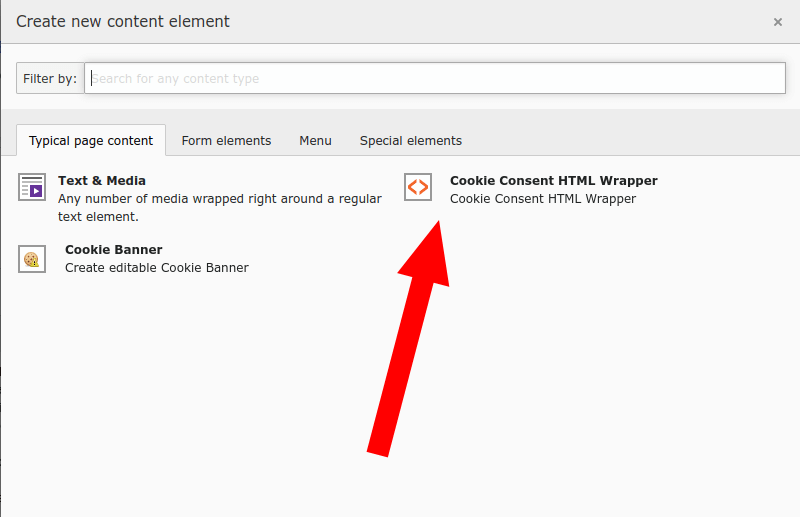 Create new content element
×
Filter by:
Search for any content type
Typical page content
Form elements
Menu
Special elements
Text & Media
Any number of media wrapped right around a regular
text element.
Cookie Consent HTML Wrapper
Cookie Consent HTML Wrapper
Cookie Banner
Create editable Cookie Banner